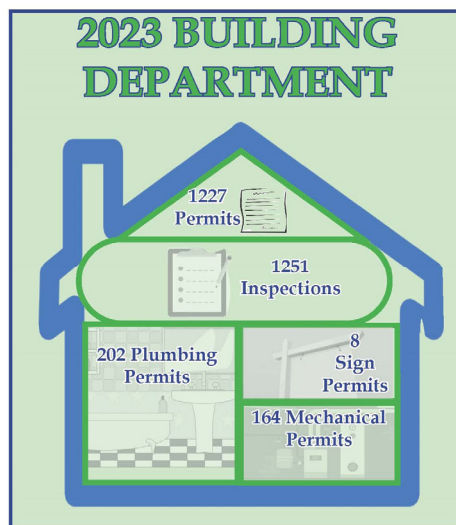 2023 BUILDING
DEPARTMENT
1227
Permits
1251
Inspections
202 Plumbing
Permits
8
Sign
Permits
164 Mechanical
Permits